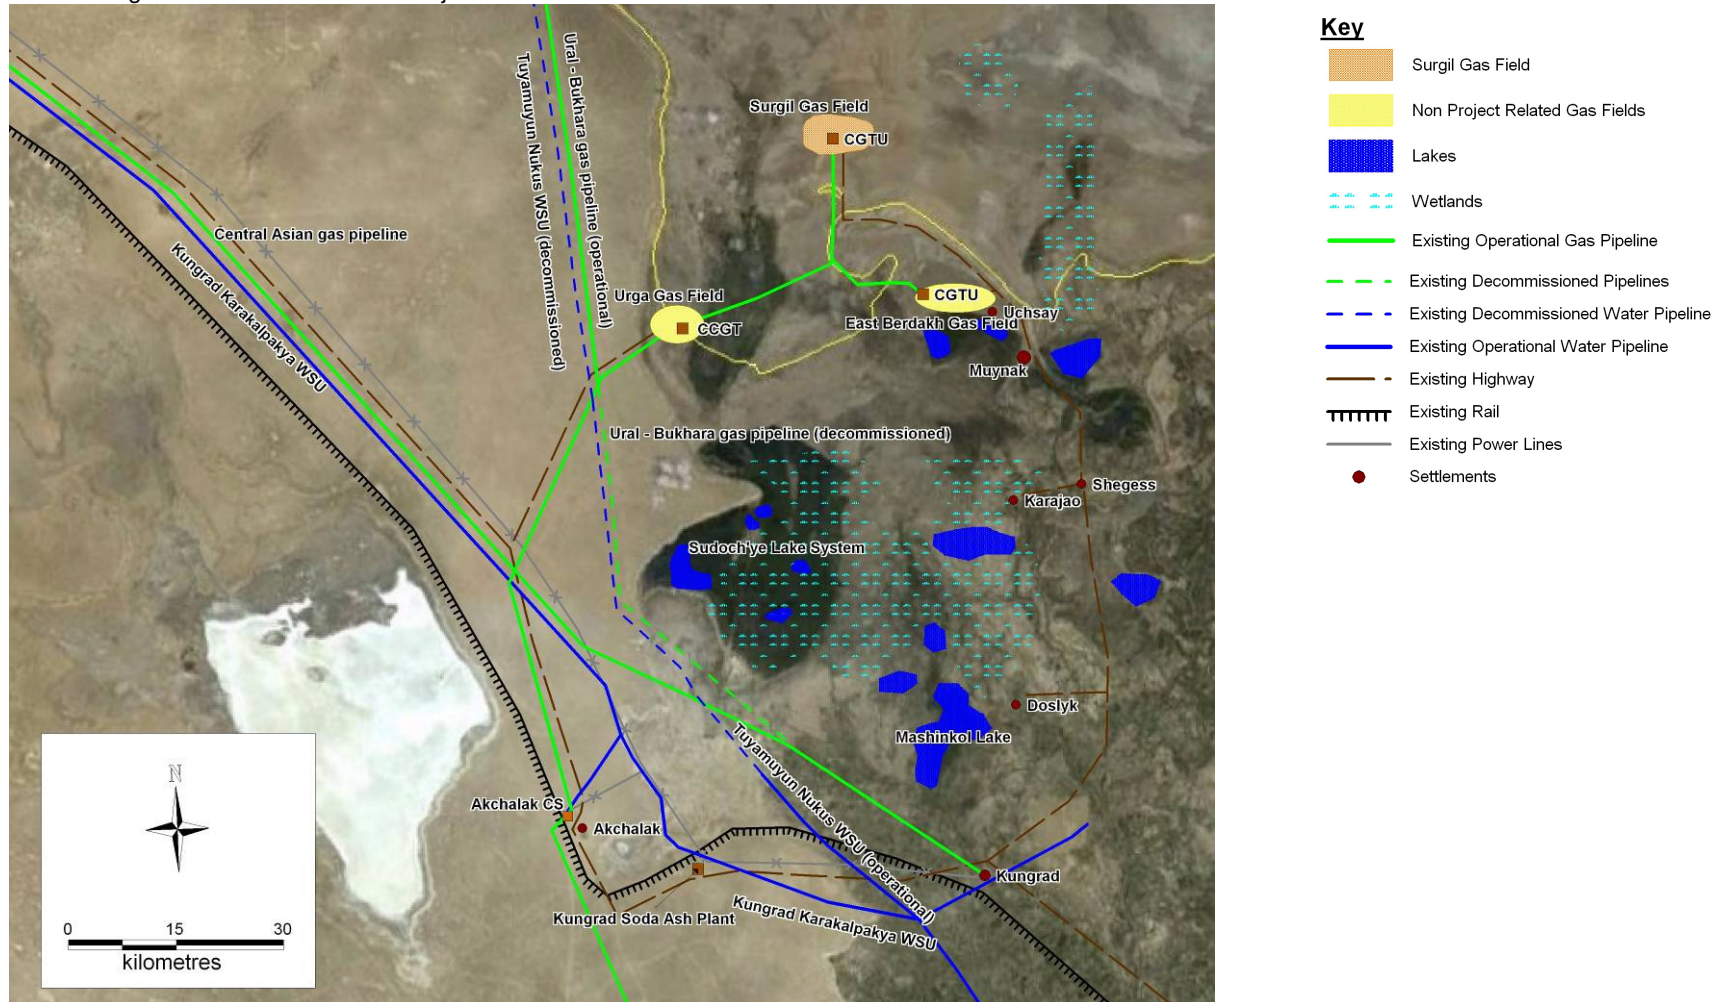 Key
Surgil Gas Field
Non Project Related Gas Fields
Lakes
Wetlands
Existing Operational Gas Pipeline
Existing Decommissioned Pipelines
Existing Decommissioned Water Pipeline
Existing Operational Water Pipeline
Existing Highway
Existing Rail
Existing Power Lines
Settlements
Ural - Bukhara gas pipeline (operational)
Tuyamuyun Nukus WSU (decommissioned)
Surgil Gas Field
CGTU
Central Asian gas pipeline
Kungrad Karakalpakya WSU
Urga Gas Field
CGGT
CGTU
Uchsay
East Berdakh Gas Field
Muynak
Ural - Bukhara gas pipeline (decommissioned)
Shegess
Karajao
Sudoch'ye Lake System
Doslyk
Mashinkol Lake
Tuyamuyun Nukus WSU (operational)
Akchalak CS
Akchalak
Kungrad
Kungrad Soda Ash Plant
Kungrad Karakalpakya WSU
N
0 15 30
kilometres